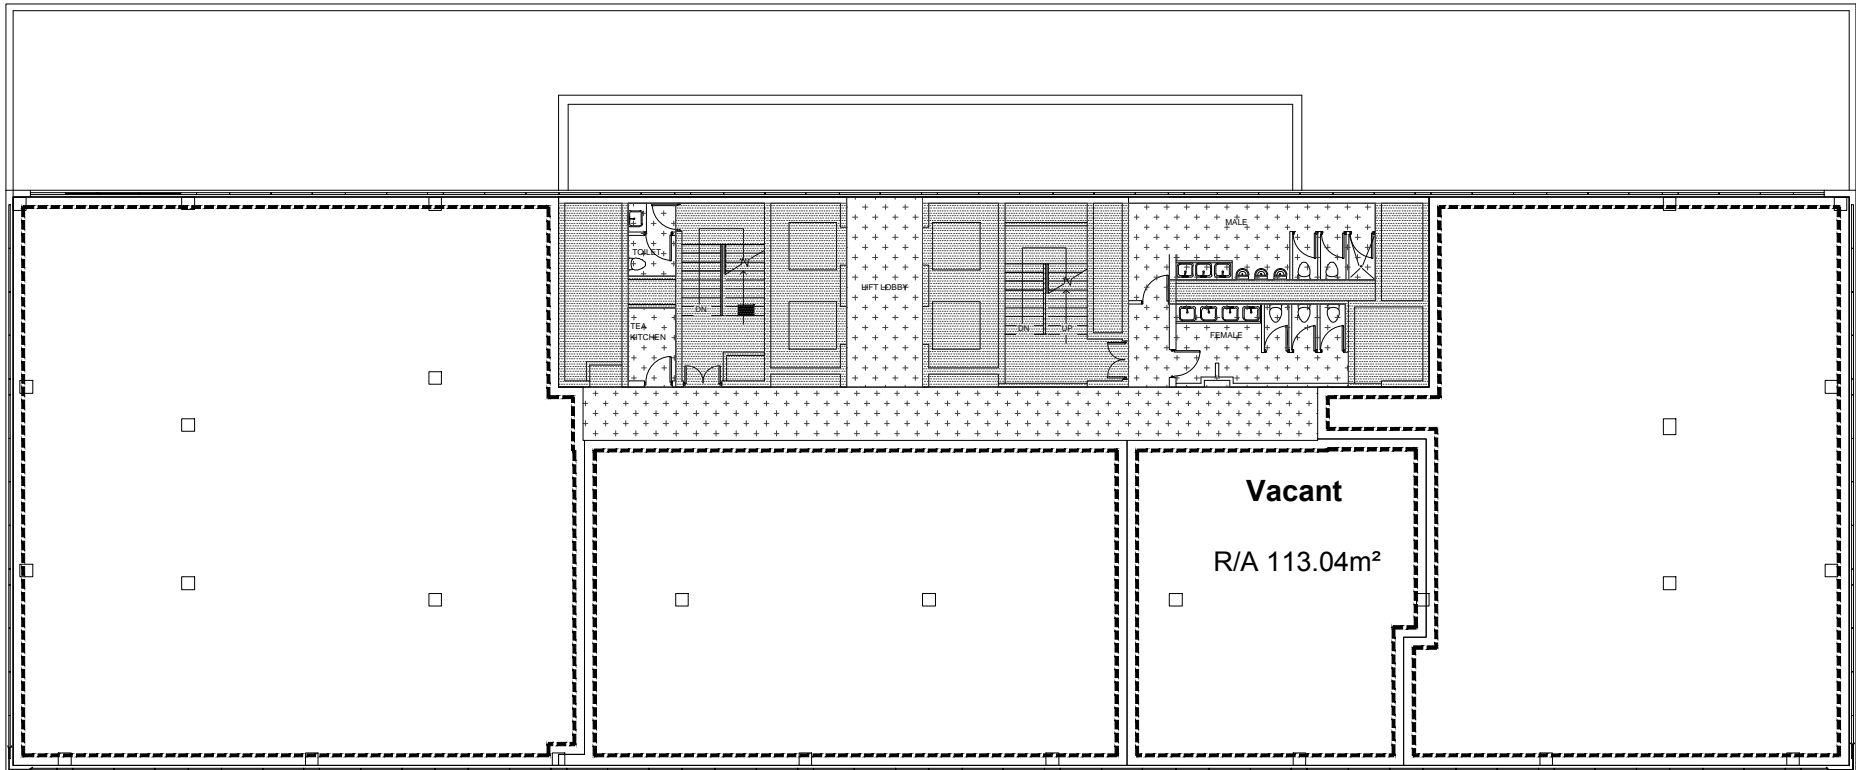 MALE
TOILET
LIFT LOBBY
DN
TEA
KITCHEN
DN
UP
FEMALE
Vacant
R/A 113.04m²